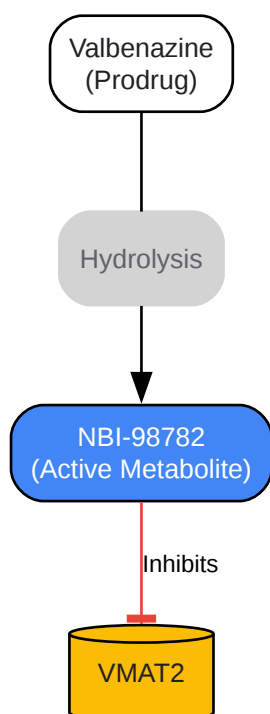 Valbenazine
(Prodrug)
Hydrolysis
NBI-98782
(Active Metabolite)
Inhibits
VMAT2